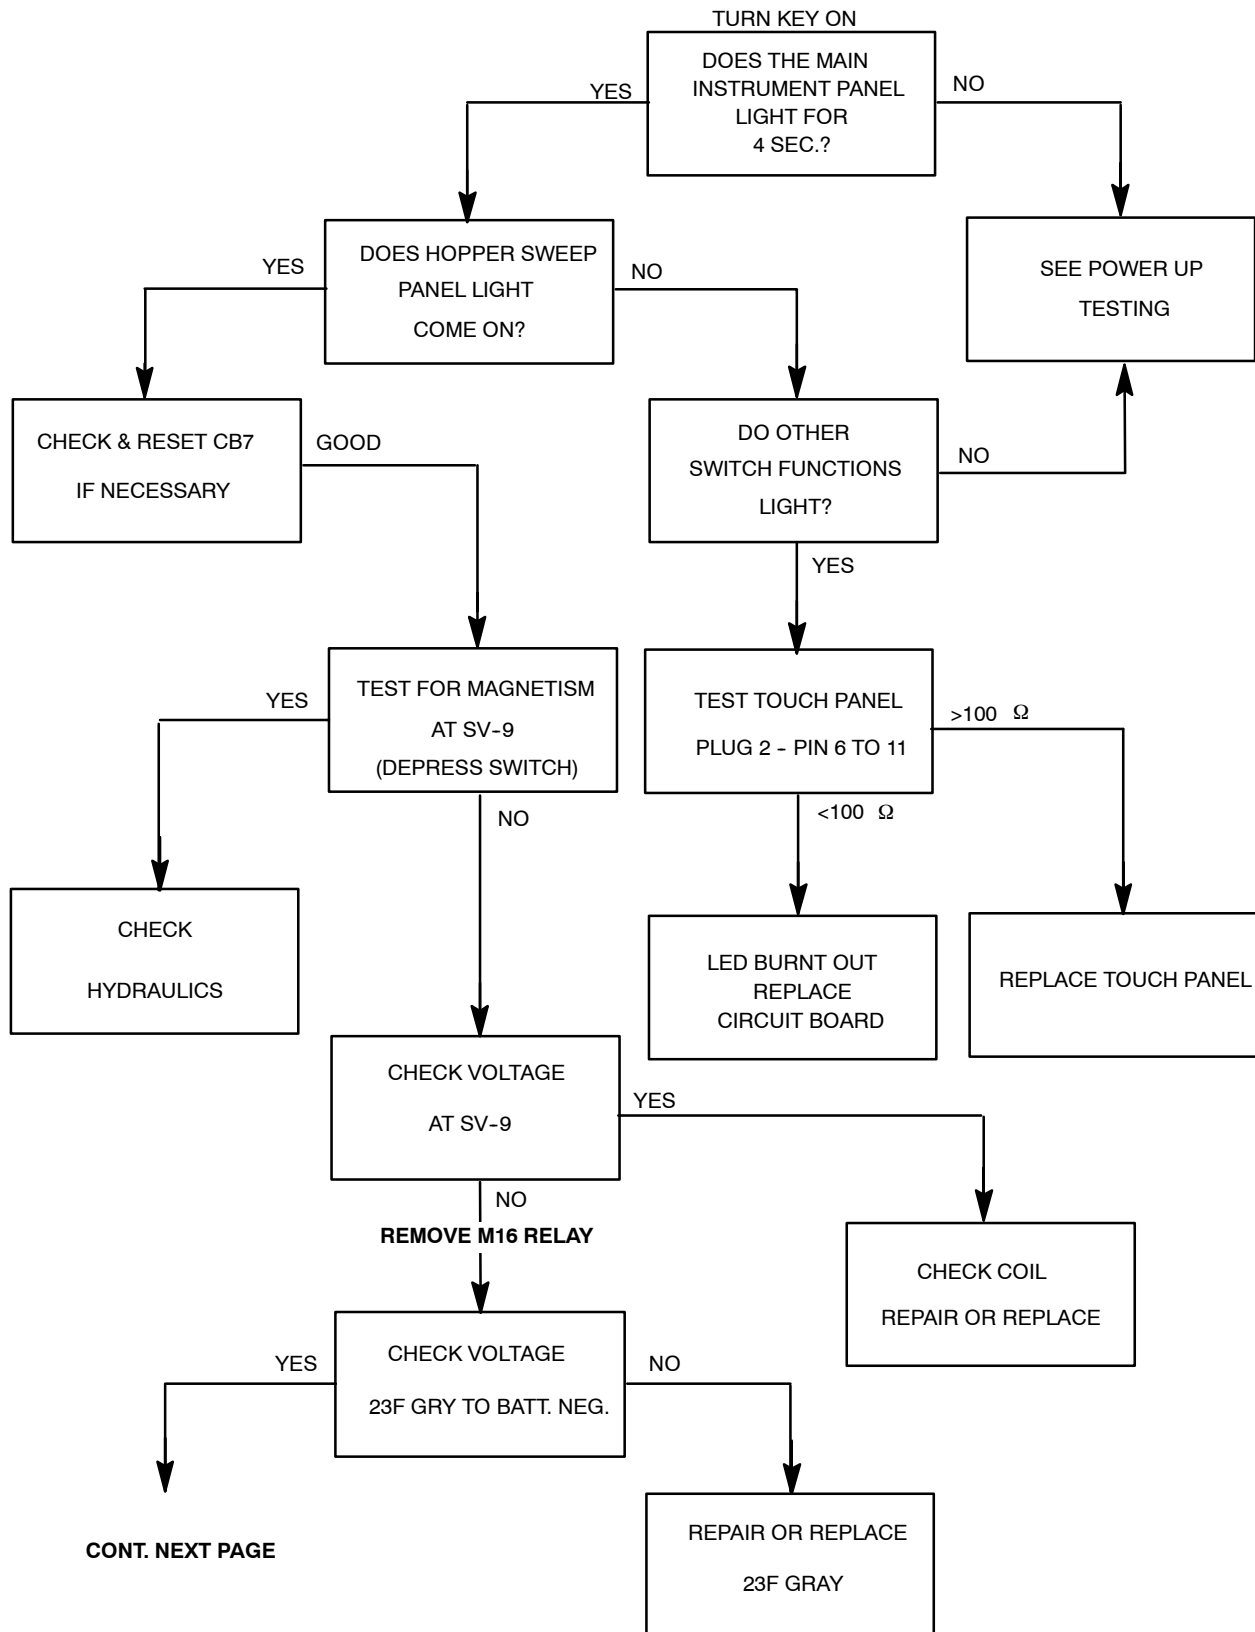 TURN KEY ON
DOES THE MAIN
INSTRUMENT PANEL
LIGHT FOR
4 SEC.?
YES
NO
DOES HOPPER SWEEP
PANEL LIGHT
COME ON?
YES
NO
SEE POWER UP
TESTING
CHECK & RESET CB7
IF NECESSARY
GOOD
DO OTHER
SWITCH FUNCTIONS
LIGHT?
NO
YES
TEST FOR MAGNETISM
AT SV-9
(DEPRESS SWITCH)
YES
NO
TEST TOUCH PANEL
PLUG 2 - PIN 6 TO 11
>100 Ω
<100 Ω
CHECK
HYDRAULICS
LED BURNT OUT
REPLACE
CIRCUIT BOARD
REPLACE TOUCH PANEL
CHECK VOLTAGE
AT SV-9
YES
NO
REMOVE M16 RELAY
CHECK COIL
REPAIR OR REPLACE
CHECK VOLTAGE
23F GRY TO BATT. NEG.
YES
NO
CONT. NEXT PAGE
REPAIR OR REPLACE
23F GRAY